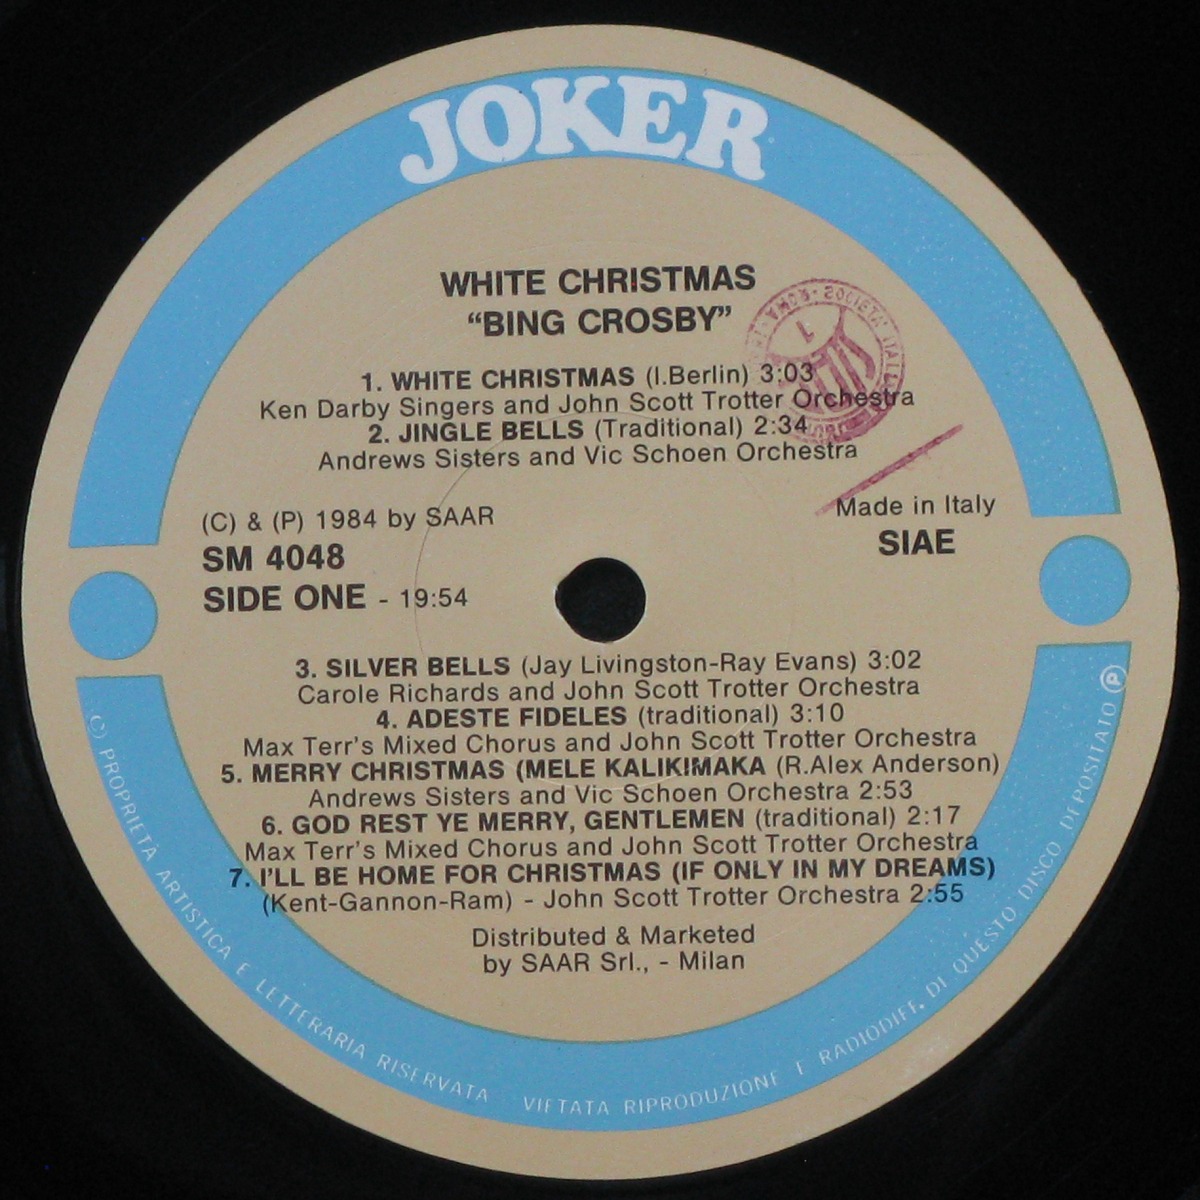 JOKER
WHITE CHRISTMAS
“BING CROSBY”
1. WHITE CHRISTMAS (I.Berlin) 3:03
Ken Darby Singers and John Scott Trotter Orchestra
2. JINGLE BELLS (Traditional) 2:34
Andrews Sisters and Vic Schoen Orchestra
(C) & (P) 1984 by SAAR
SM 4048
SIDE ONE - 19:54
Made in Italy
SIAE
3. SILVER BELLS (Jay Livingston-Ray Evans) 3:02
Carole Richards and John Scott Trotter Orchestra
4. ADESTE FIDELES (traditional) 3:10
Max Terr's Mixed Chorus and John Scott Trotter Orchestra
5. MERRY CHRISTMAS (MELE KALIKIMAKA (R.Alex Anderson)
Andrews Sisters and Vic Schoen Orchestra 2:53
6. GOD REST YE MERRY, GENTLEMEN (traditional) 2:17
Max Terr's Mixed Chorus and John Scott Trotter Orchestra
7. I'LL BE HOME FOR CHRISTMAS (IF ONLY IN MY DREAMS)
(Kent-Gannon-Ram) - John Scott Trotter Orchestra 2:55
Distributed & Marketed
by SAAR Srl., - Milan
© PROPRIETÀ ARTISTICA E LETTERARIA RISERVATA VIETATA RIPRODUZIONE E RADIODIFF. DI QUESTO DISCO DEPOSITATO ℗